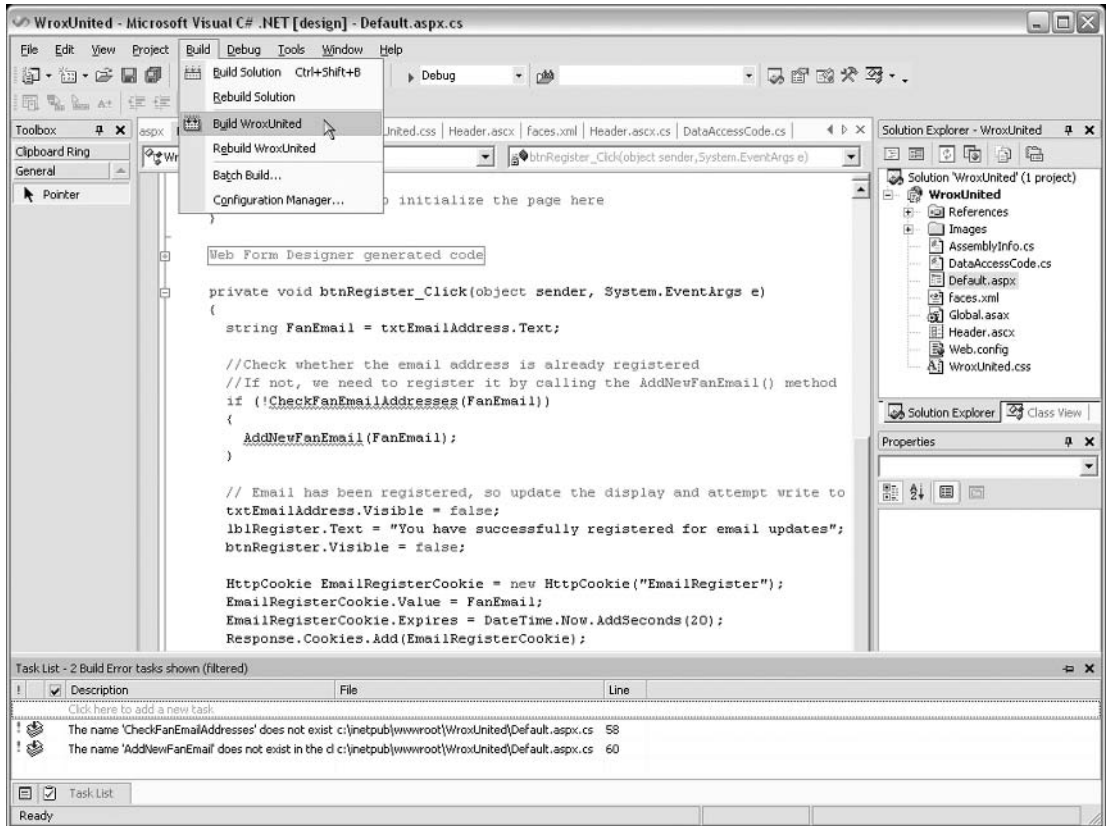 WroxUnited - Microsoft Visual C# .NET [design] - Default.aspx.cs
File Edit View Project Build Debug Tools Window Help
Build Solution Ctrl+Shift+B
Debug
Rebuild Solution
Build WroxUnited
Rebuild WroxUnited
Batch Build...
Configuration Manager...
Toolbox
Clipboard Ring
General
Pointer
aspx
United.css Header.ascx faces.xml Header.ascx.cs DataAccessCode.cs
btnRegister_Click(object sender,System.EventArgs e)
initialize the page here
}
Web Form Designer generated code
private void btnRegister_Click(object sender, System.EventArgs e)
{
string FanEmail = txtEmailAddress.Text;
//Check whether the email address is already registered
//If not, we need to register it by calling the AddNewFanEmail() method
if (!CheckFanEmailAddresses(FanEmail))
{
AddNewFanEmail(FanEmail);
}
// Email has been registered, so update the display and attempt write to
txtEmailAddress.Visible = false;
lblRegister.Text = "You have successfully registered for email updates";
btnRegister.Visible = false;
HttpCookie EmailRegisterCookie = new HttpCookie("EmailRegister");
EmailRegisterCookie.Value = FanEmail;
EmailRegisterCookie.Expires = DateTime.Now.AddSeconds(20);
Response.Cookies.Add(EmailRegisterCookie);
Solution Explorer - WroxUnited
Solution 'WroxUnited' (1 project)
WroxUnited
References
Images
AssemblyInfo.cs
DataAccessCode.cs
Default.aspx
faces.xml
Global.asax
Header.ascx
Web.config
WroxUnited.css
Solution Explorer Class View
Properties
Task List - 2 Build Error tasks shown (filtered)
! Description File Line
Click here to add a new task
! The name 'CheckFanEmailAddresses' does not exist c:\inetpub\wwwroot\WroxUnited\Default.aspx.cs 58
! The name 'AddNewFanEmail' does not exist in the cl c:\inetpub\wwwroot\WroxUnited\Default.aspx.cs 60
Task List
Ready